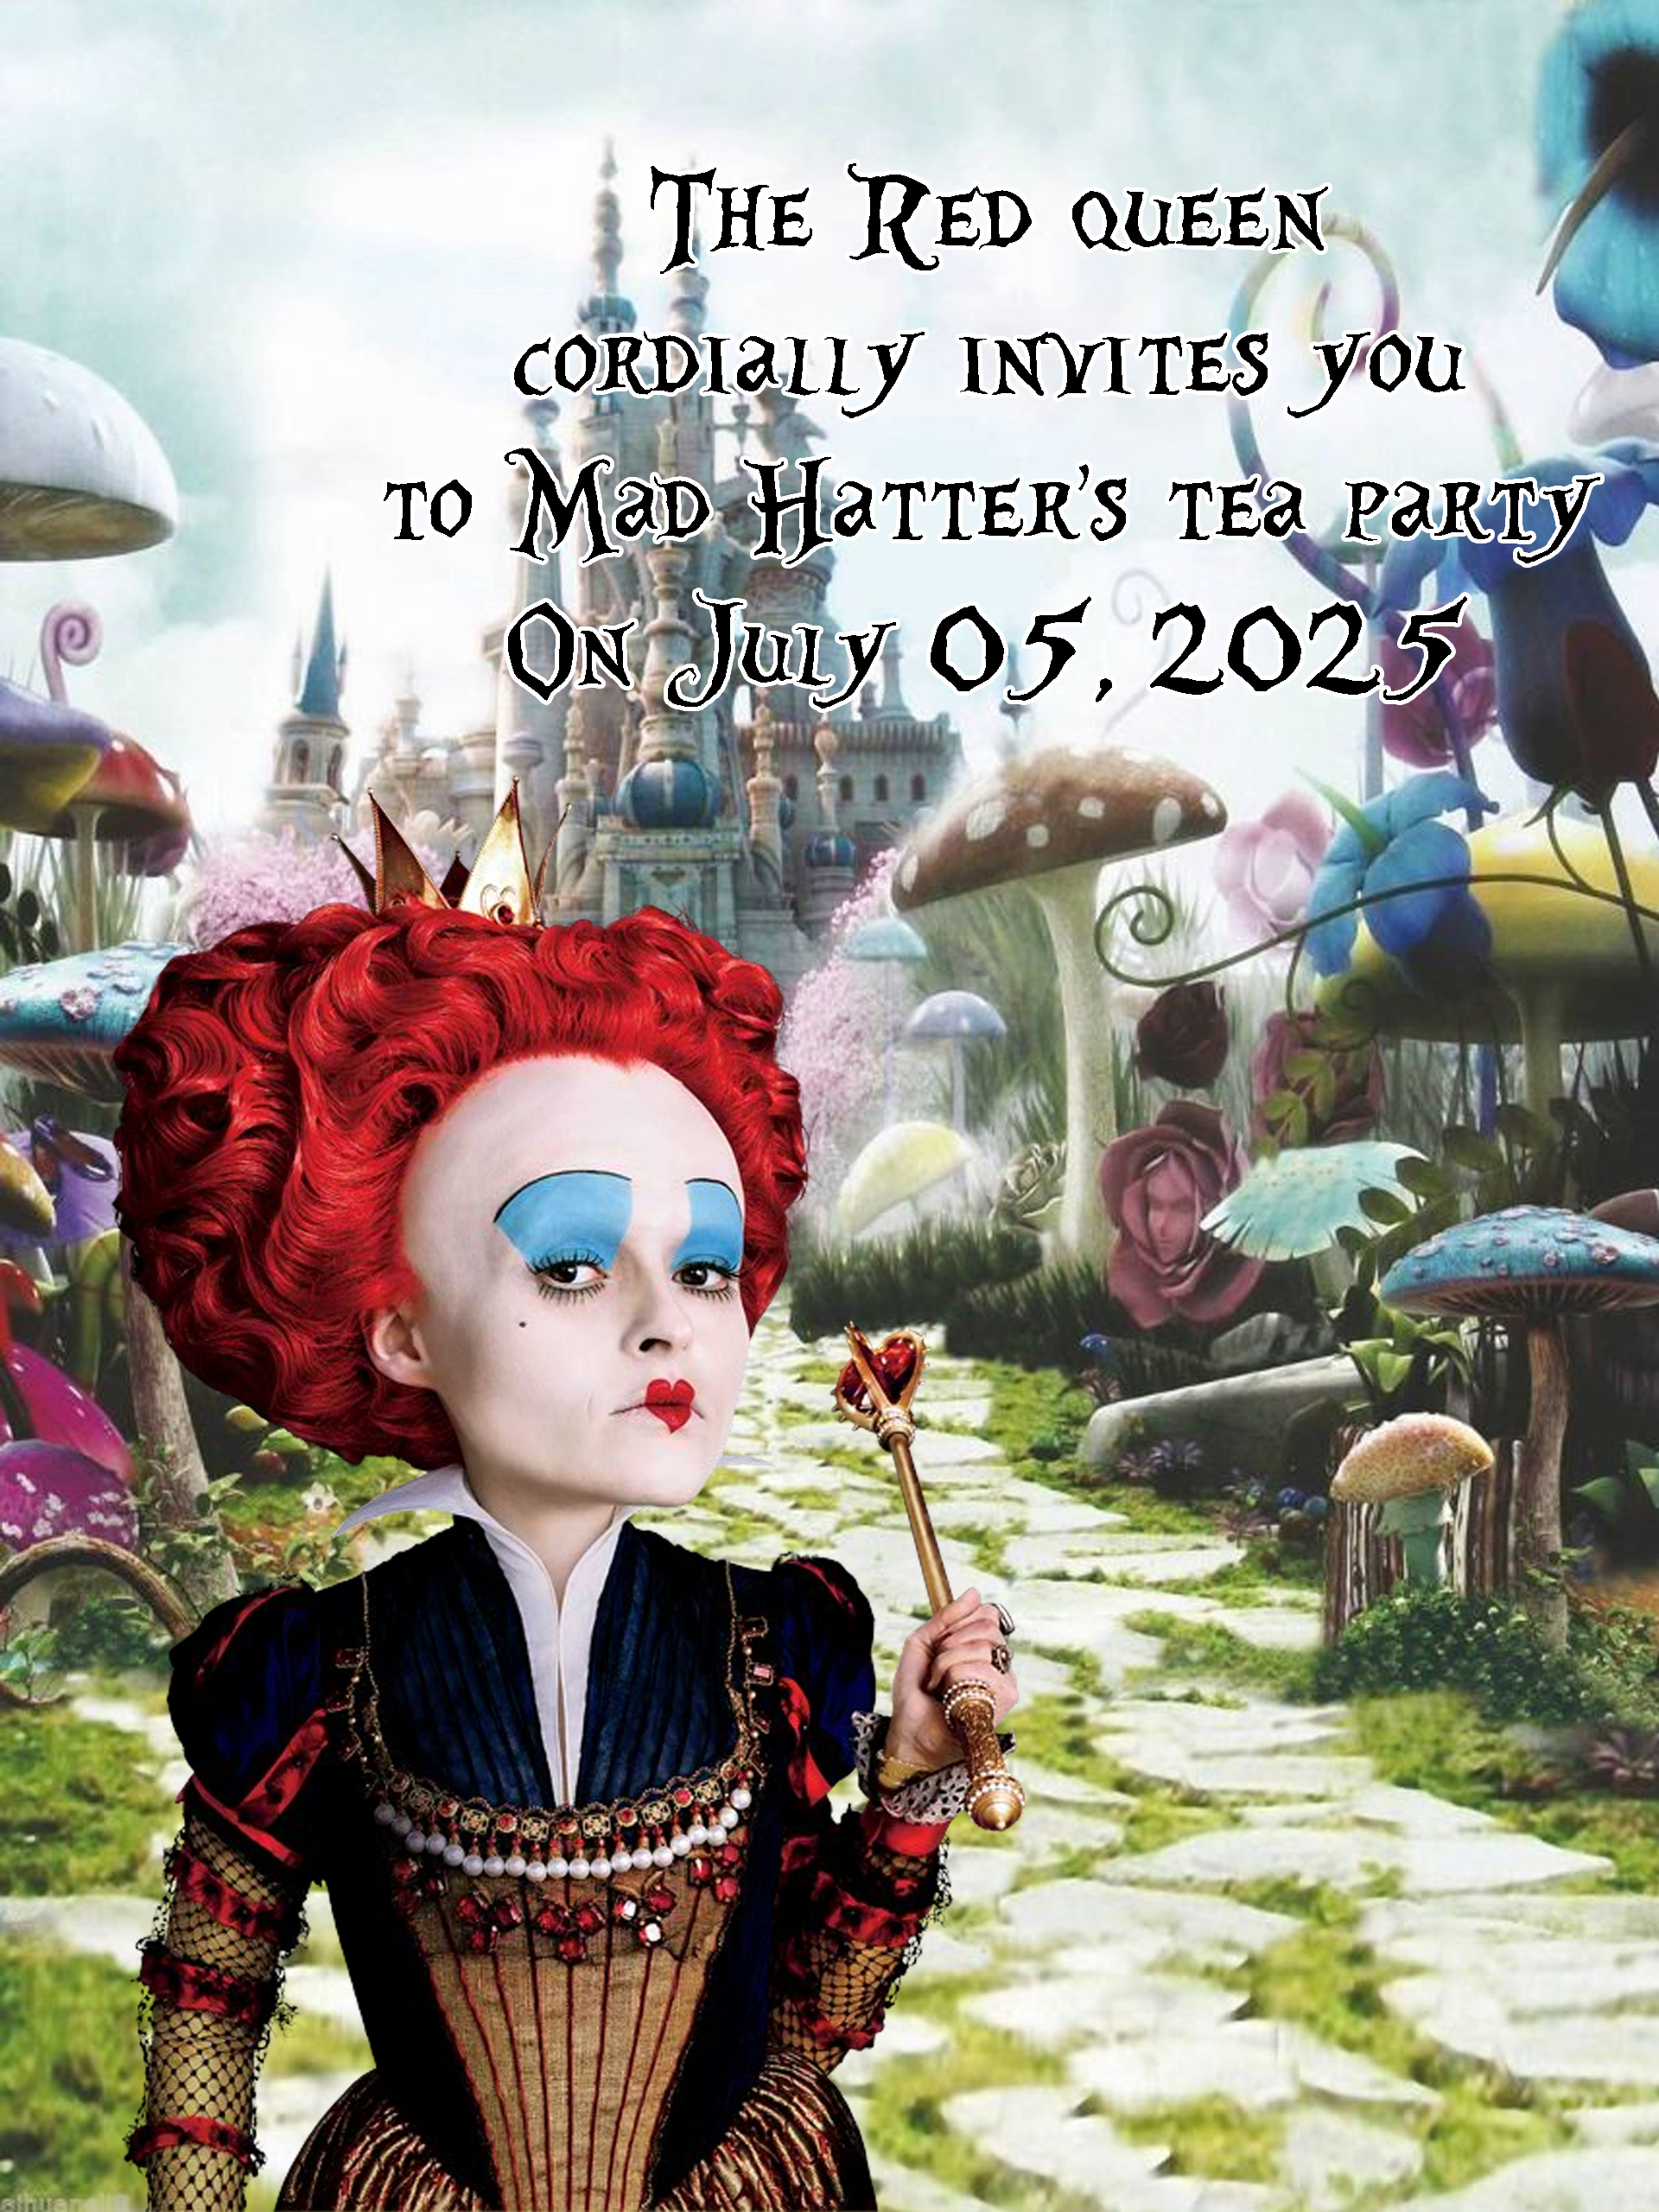 The Red queen
cordially invites you
to Mad Hatter's tea party
On July 05, 2025